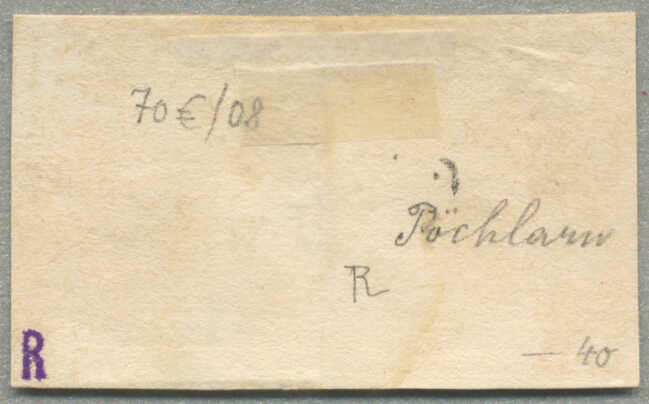 70 €/08
Pöchlarn
R
R
— 40